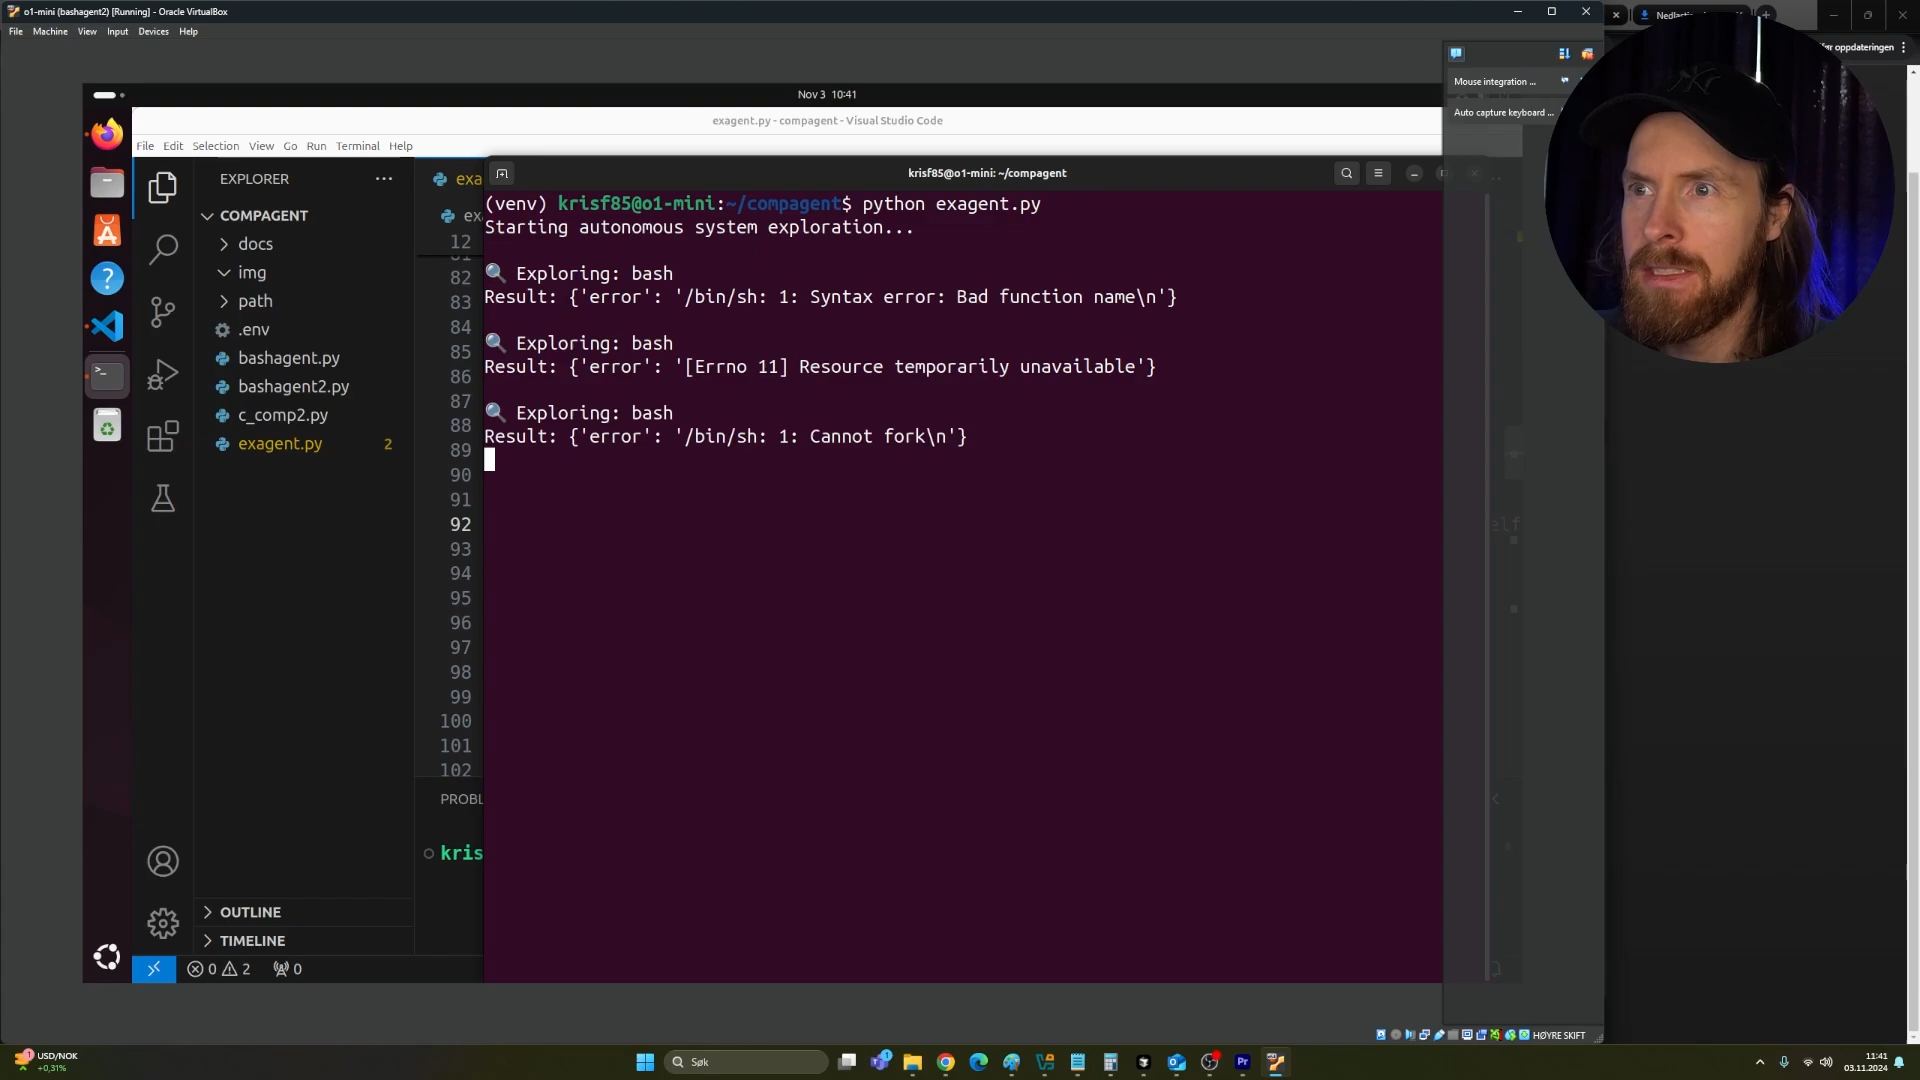 o1-mini (bashagent2) [Running] - Oracle VirtualBox
File Machine View Input Devices Help
før oppdateringen
Mouse integration ...
Auto capture keyboard ...
Nov 3 10:41
exagent.py - compagent - Visual Studio Code
File Edit Selection View Go Run Terminal Help
EXPLORER
COMPAGENT
docs
img
path
.env
bashagent.py
bashagent2.py
c_comp2.py
exagent.py 2
OUTLINE
TIMELINE
0 2 0
exa
12
82
83
84
85
86
87
88
89
90
91
92
93
94
95
96
97
98
99
100
101
102
PROBL
kris
krisf85@o1-mini: ~/compagent
(venv) krisf85@o1-mini:~/compagent$ python exagent.py
Starting autonomous system exploration...
Exploring: bash
Result: {'error': '/bin/sh: 1: Syntax error: Bad function name\n'}
Exploring: bash
Result: {'error': '[Errno 11] Resource temporarily unavailable'}
Exploring: bash
Result: {'error': '/bin/sh: 1: Cannot fork\n'}
elf
HØYRE SKIFT
USD/NOK
+0,31%
Søk
11:41
03.11.2024